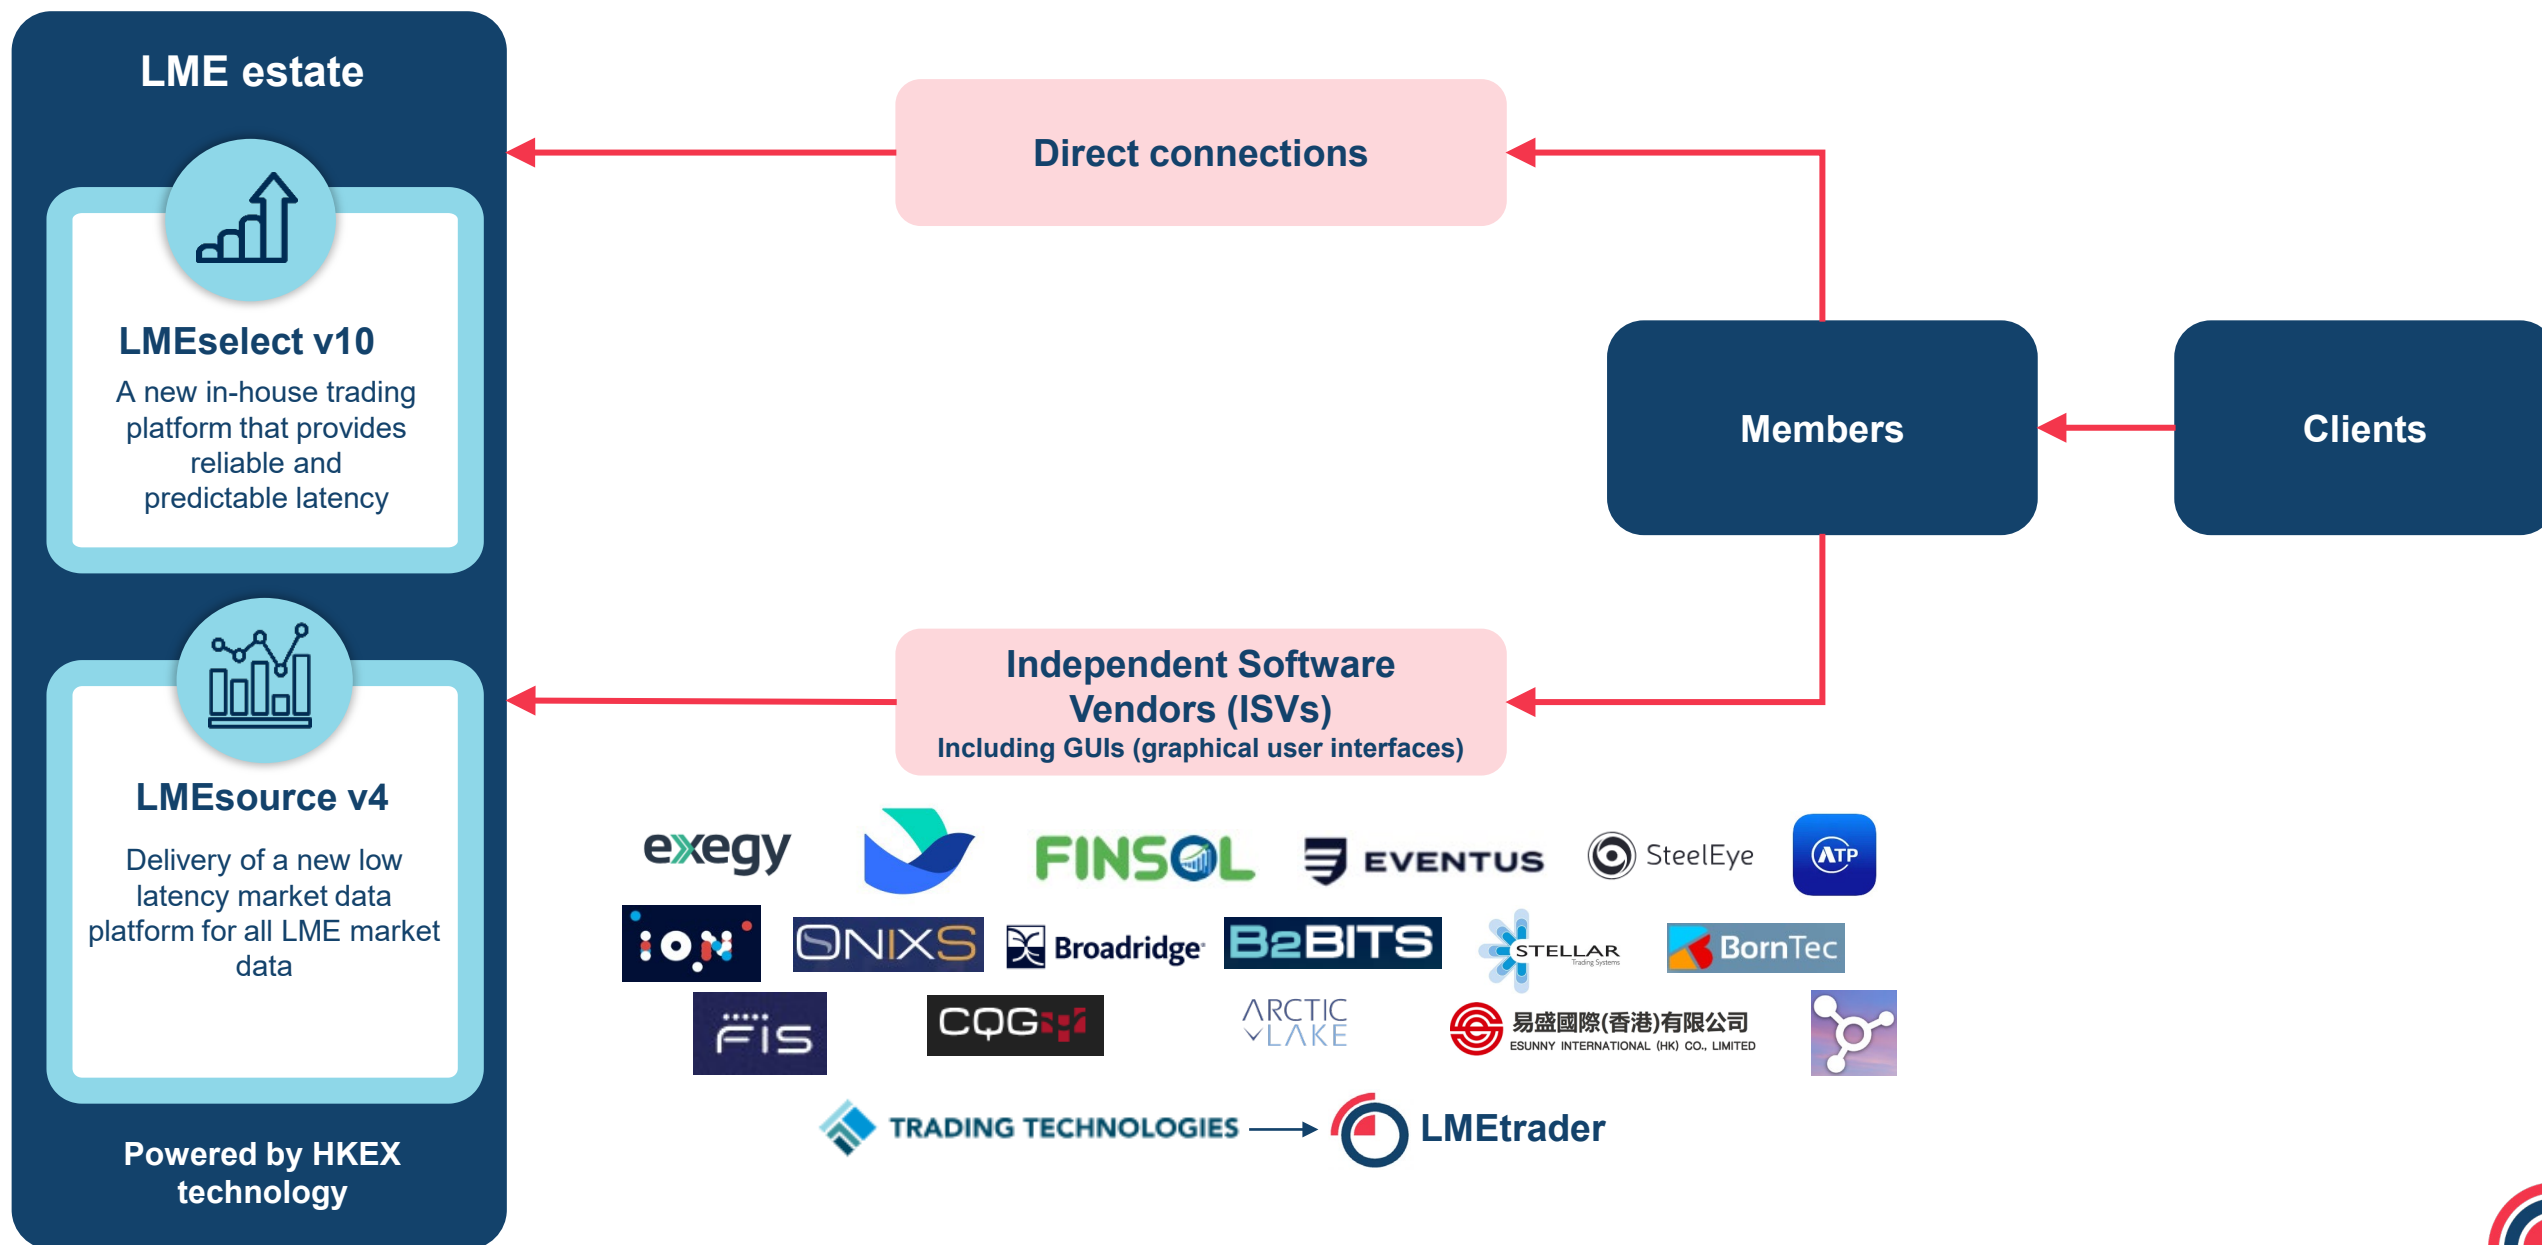 LME estate
LMEselect v10
A new in-house trading
platform that provides
reliable and
predictable latency
LMEsource v4
Delivery of a new low
latency market data
platform for all LME market
data
Powered by HKEX
technology
Direct connections
Members
Clients
Independent Software
Vendors (ISVs)
Including GUIs (graphical user interfaces)
exegy
FINSOL
EVENTUS
SteelEye
ATP
ION
ONIXS
Broadridge
B2BITS
STELLAR
Trading Systems
BornTec
FIS
CQG
ARCTIC
LAKE
易盛國際(香港)有限公司
ESUNNY INTERNATIONAL (HK) CO., LIMITED
TRADING TECHNOLOGIES
LMEtrader